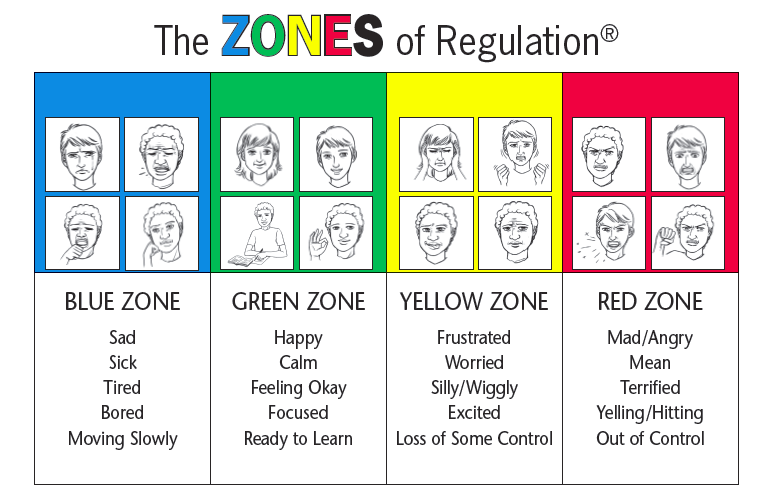 The ZONES of Regulation®
BLUE ZONE
Sad
Sick
Tired
Bored
Moving Slowly
GREEN ZONE
Happy
Calm
Feeling Okay
Focused
Ready to Learn
YELLOW ZONE
Frustrated
Worried
Silly/Wiggly
Excited
Loss of Some Control
RED ZONE
Mad/Angry
Mean
Terrified
Yelling/Hitting
Out of Control